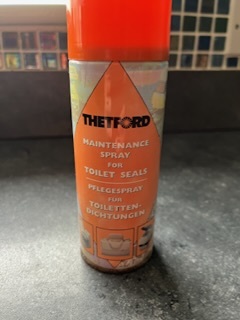 THETFORD
MAINTENANCE
SPRAY
FOR
TOILET SEALS
PFLEGESPRAY
FÜR
TOILETTEN-
DICHTUNGEN